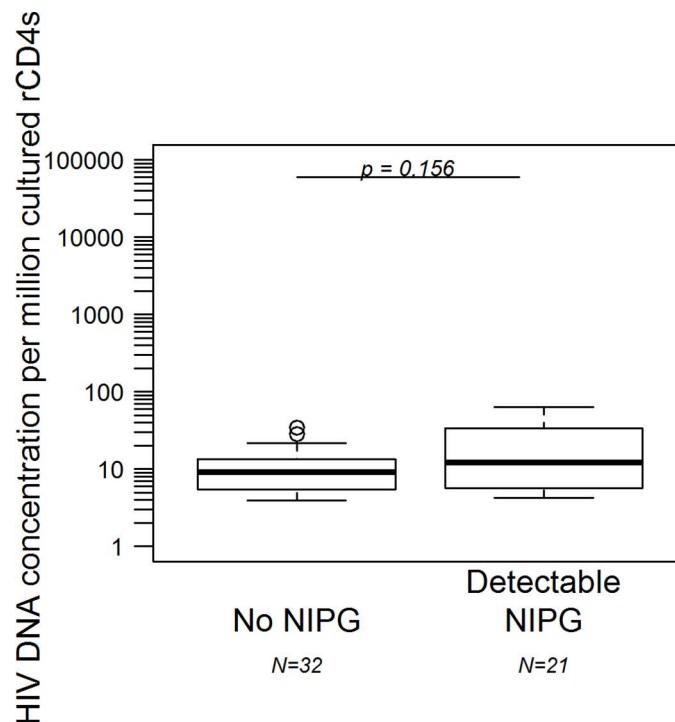 HIV DNA concentration per million cultured rCD4s
100000
10000
1000
100
10
1
p = 0.156
No NIPG
Detectable
NIPG
N=32
N=21